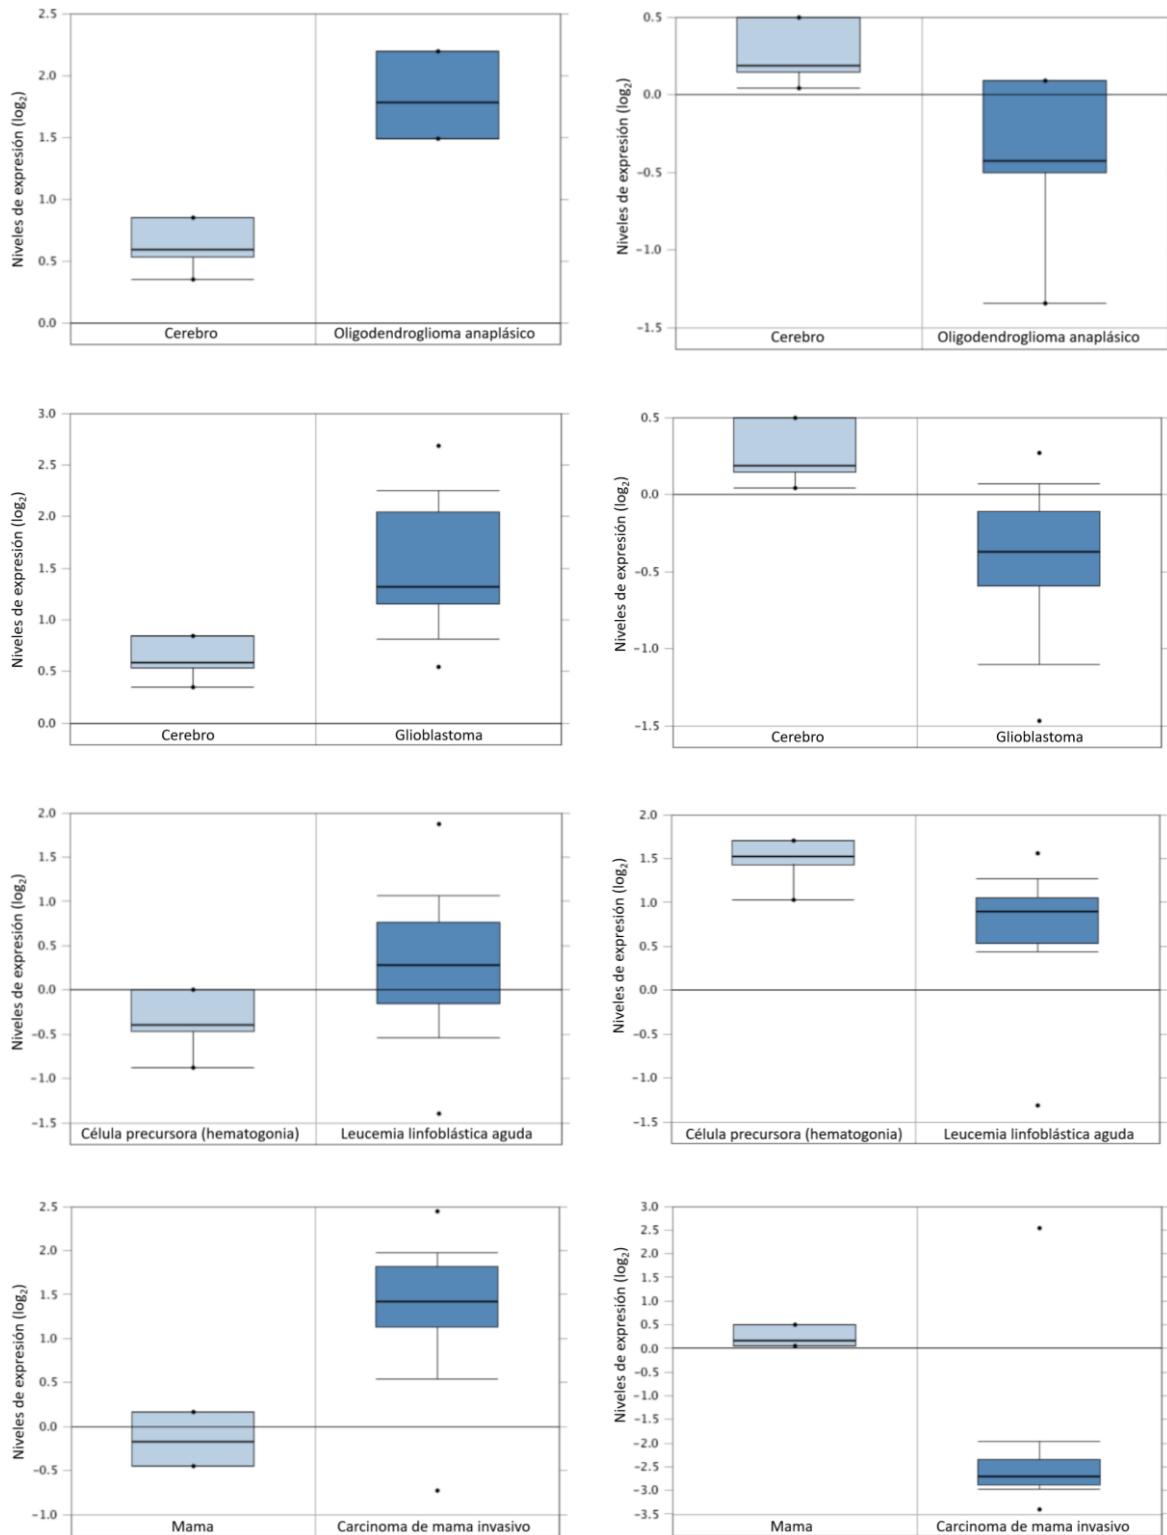 Niveles de expresión (log₂)
2.5
2.0
1.5
1.0
0.5
0.0
Cerebro
Oligodendroglioma anaplásico
Niveles de expresión (log₂)
0.5
0.0
−0.5
−1.0
−1.5
Cerebro
Oligodendroglioma anaplásico
Niveles de expresión (log₂)
3.0
2.5
2.0
1.5
1.0
0.5
0.0
Cerebro
Glioblastoma
Niveles de expresión (log₂)
0.5
0.0
−0.5
−1.0
−1.5
Cerebro
Glioblastoma
Niveles de expresión (log₂)
2.0
1.5
1.0
0.5
0.0
−0.5
−1.0
−1.5
Célula precursora (hematogonia)
Leucemia linfoblástica aguda
Niveles de expresión (log₂)
2.0
1.5
1.0
0.5
0.0
−0.5
−1.0
−1.5
Célula precursora (hematogonia)
Leucemia linfoblástica aguda
Niveles de expresión (log₂)
2.5
2.0
1.5
1.0
0.5
0.0
−0.5
−1.0
Mama
Carcinoma de mama invasivo
Niveles de expresión (log₂)
3.0
2.5
2.0
1.5
1.0
0.5
0.0
−0.5
−1.0
−1.5
−2.0
−2.5
−3.0
−3.5
Mama
Carcinoma de mama invasivo